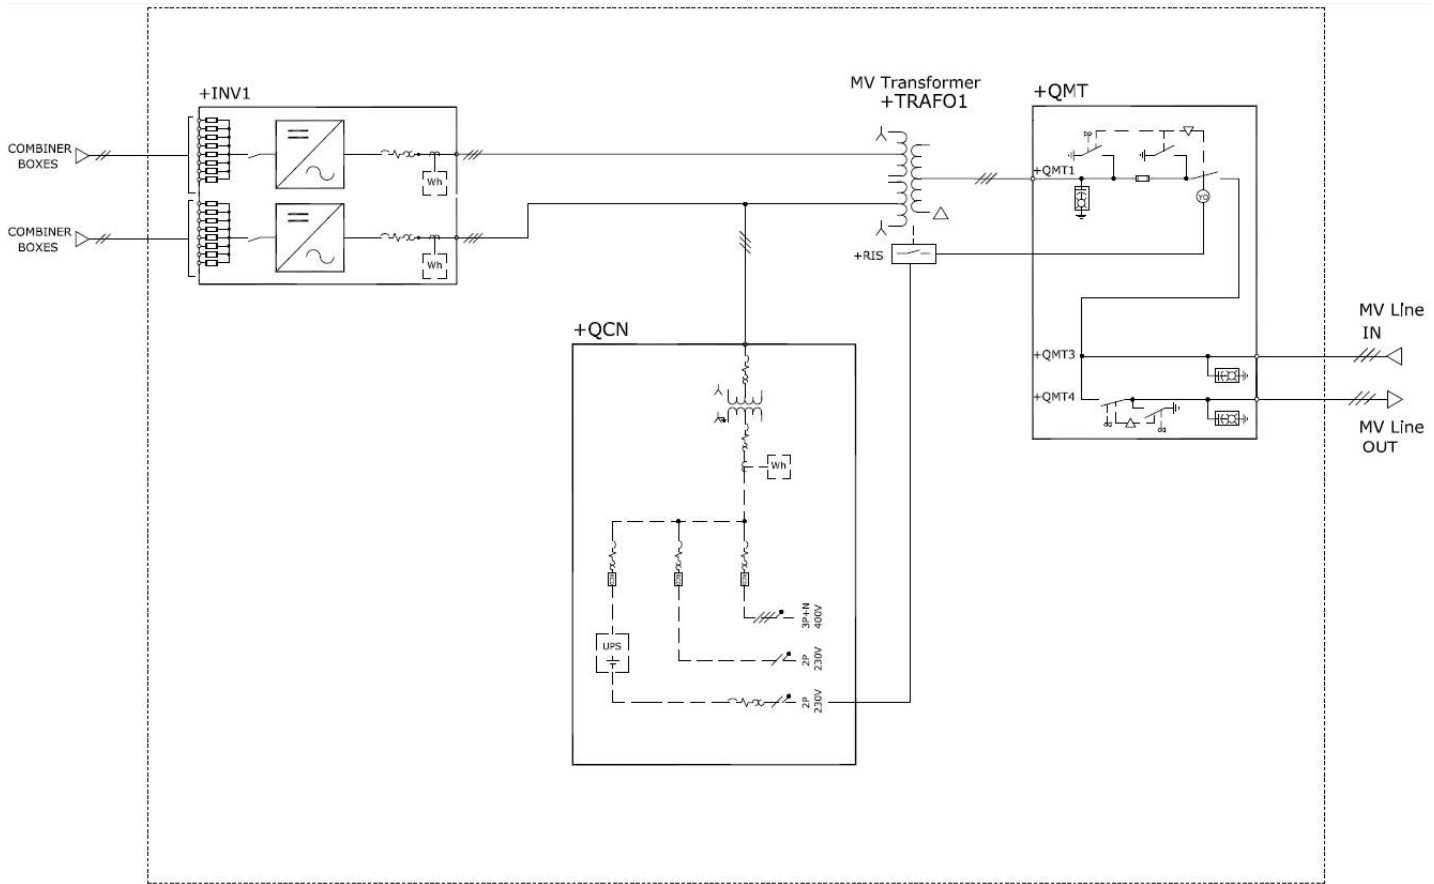 +INV1
COMBINER
BOXES
Wh
COMBINER
BOXES
Wh
MV Transformer
+TRAFO1
+RIS
+QMT
+QMT1
YO
+QMT3
+QMT4
MV Line
IN
MV Line
OUT
+QCN
Wh
UPS
3P+N
400V
2P
230V
2P
230V